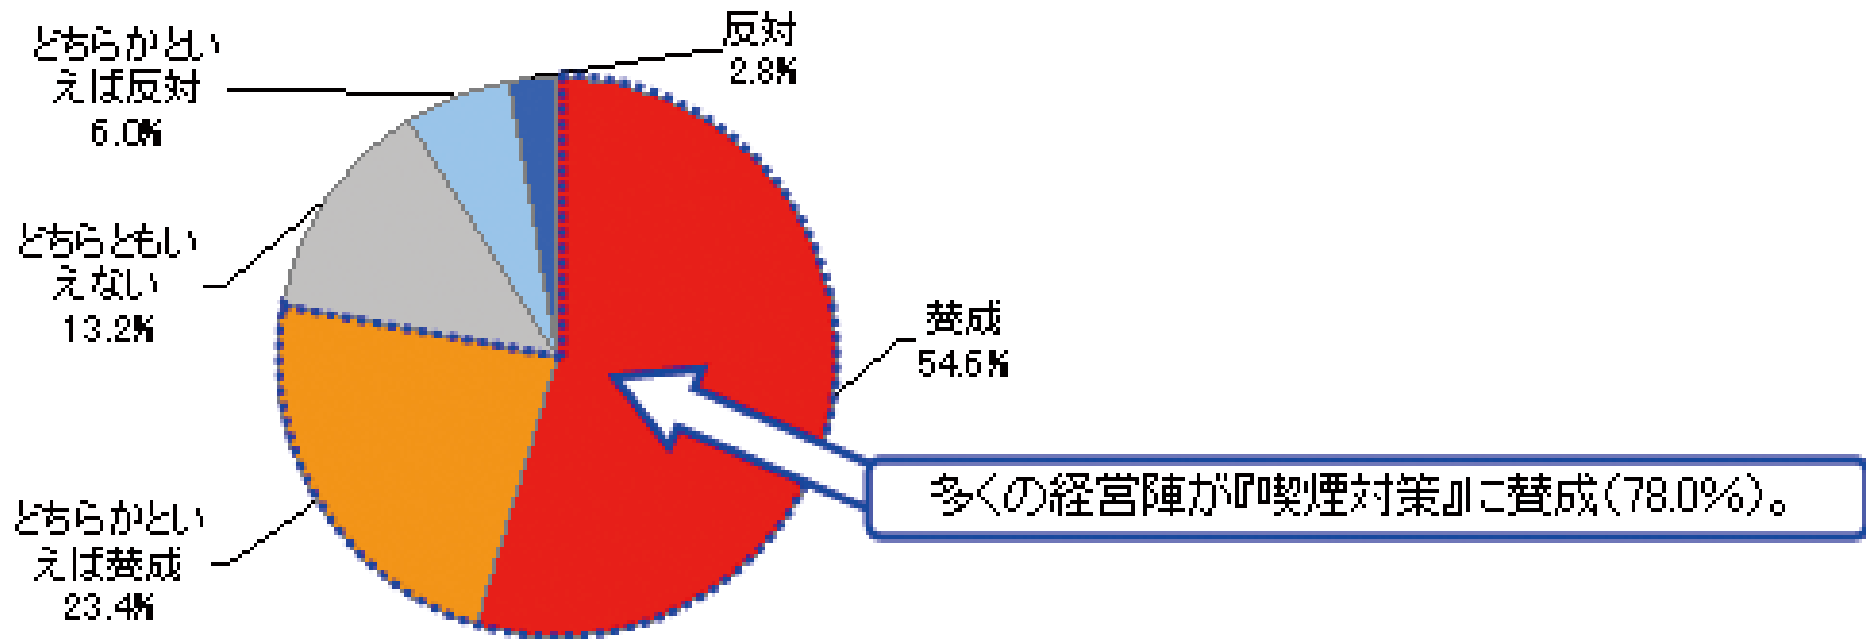 反対
2.8%
どちらかとい
えば反対
6.0%
どちらともい
えない
13.2%
賛成
54.6%
多くの経営陣が『喫煙対策』に賛成(78.0%)。
どちらかとい
えば賛成
23.4%